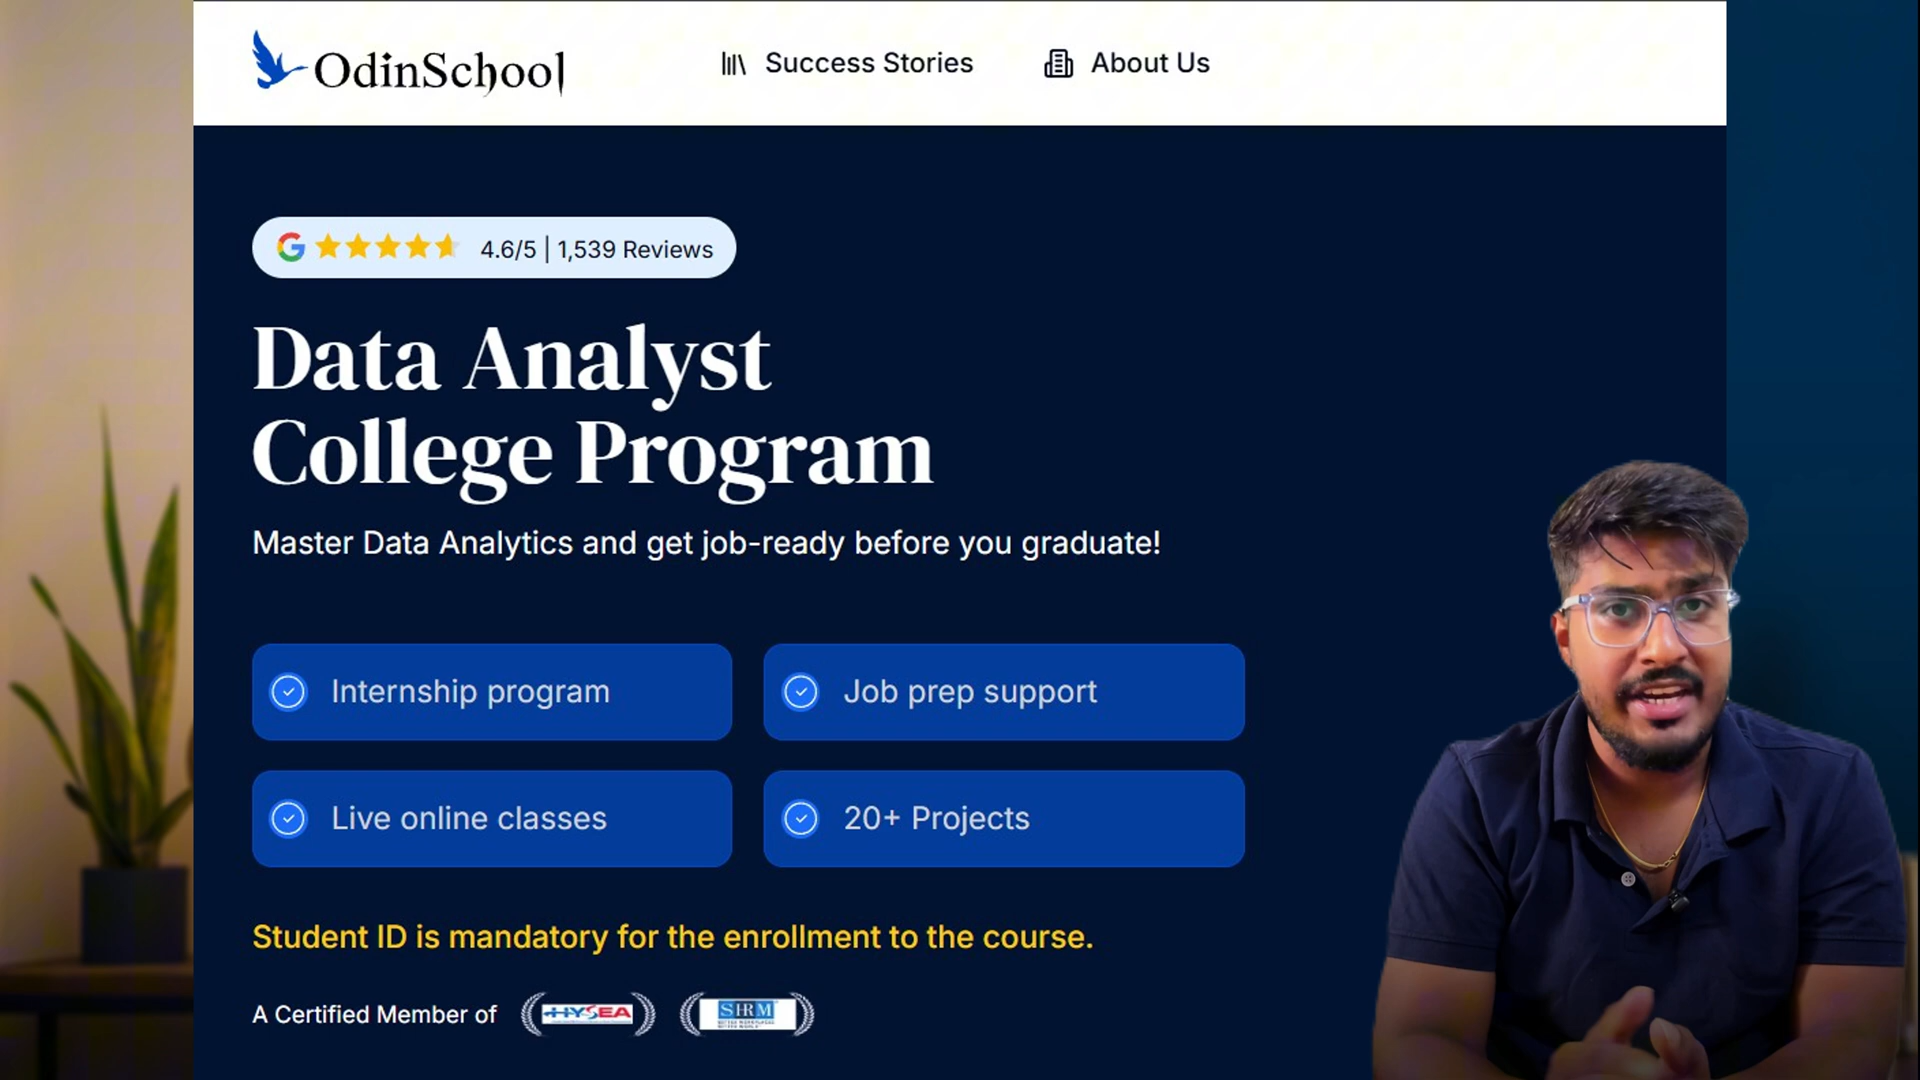 OdinSchool
Success Stories
About Us
4.6/5 | 1,539 Reviews
Data Analyst
College Program
Master Data Analytics and get job-ready before you graduate!
Internship program
Job prep support
Live online classes
20+ Projects
Student ID is mandatory for the enrollment to the course.
A Certified Member of
HYSEA
SHRM